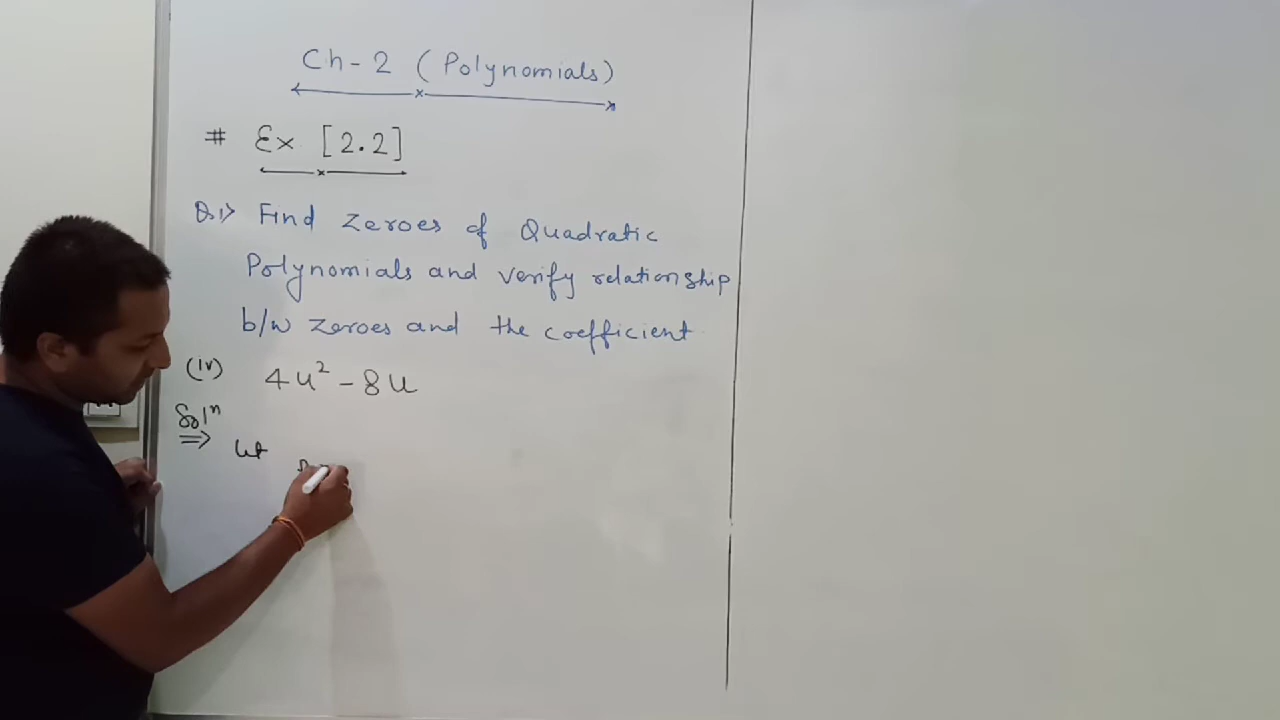 Ch-2 (Polynomials)
# Ex [2.2]
Q.1> Find zeroes of Quadratic
Polynomials and verify relationship
b/w zeroes and the coefficient
(iv) 4u² - 8u
Solⁿ
⇒ let